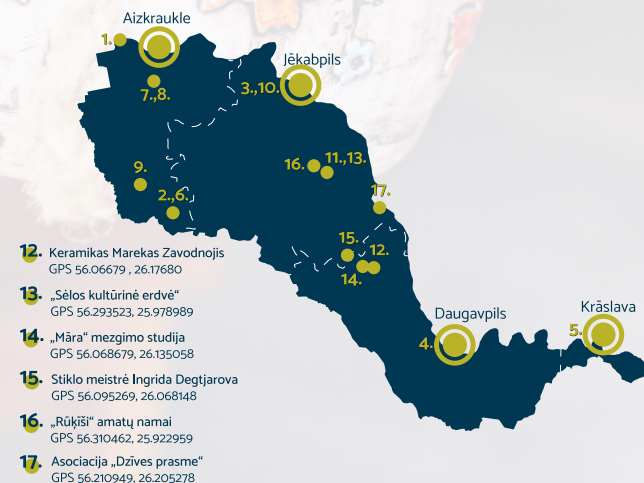 Aizkraukle
1.
Jēkabpils
7.,8.
3.,10.
16.
11.,13.
9.
2.,6.
17.
15.
12.
14.
Daugavpils
4.
Krāslava
5.
12. Keramikas Marekas Zavodnojis
GPS 56.06679 , 26.17680
13. „Sėlos kultūrinė erdvė“
GPS 56.293523, 25.978989
14. „Māra“ mezgimo studija
GPS 56.068679, 26.135058
15. Stiklo meistrė Ingrida Degtjarova
GPS 56.095269, 26.068148
16. „Rūķīši“ amatų namai
GPS 56.310462, 25.922959
17. Asociacija „Dzīves prasme“
GPS 56.210949, 26.205278